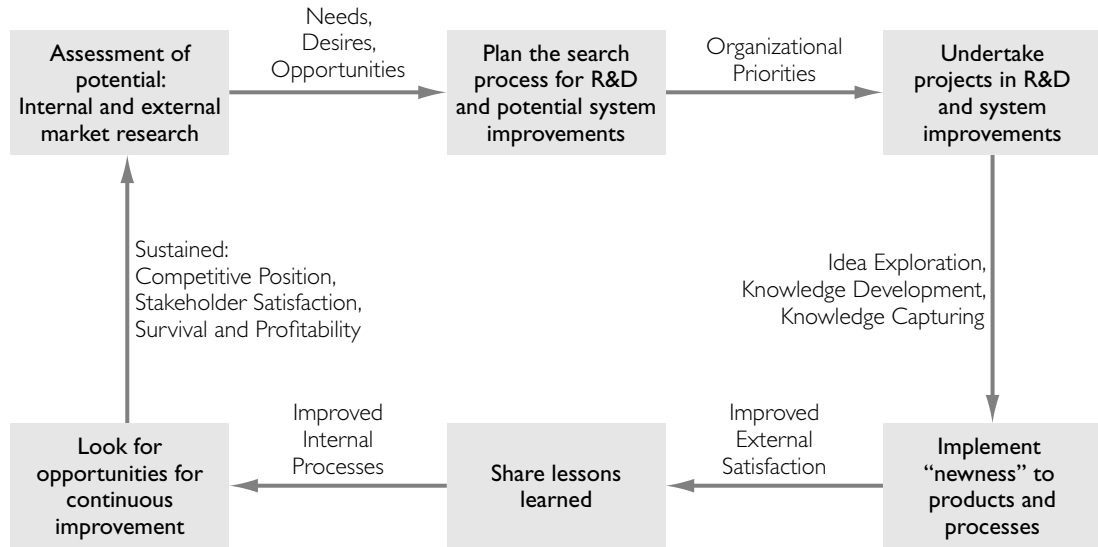 Assessment of
potential:
Internal and external
market research
Needs,
Desires,
Opportunities
Plan the search
process for R&D
and potential system
improvements
Organizational
Priorities
Undertake
projects in R&D
and system
improvements
Idea Exploration,
Knowledge Development,
Knowledge Capturing
Implement
“newness” to
products and
processes
Improved
External
Satisfaction
Share lessons
learned
Improved
Internal
Processes
Look for
opportunities for
continuous
improvement
Sustained:
Competitive Position,
Stakeholder Satisfaction,
Survival and Profitability